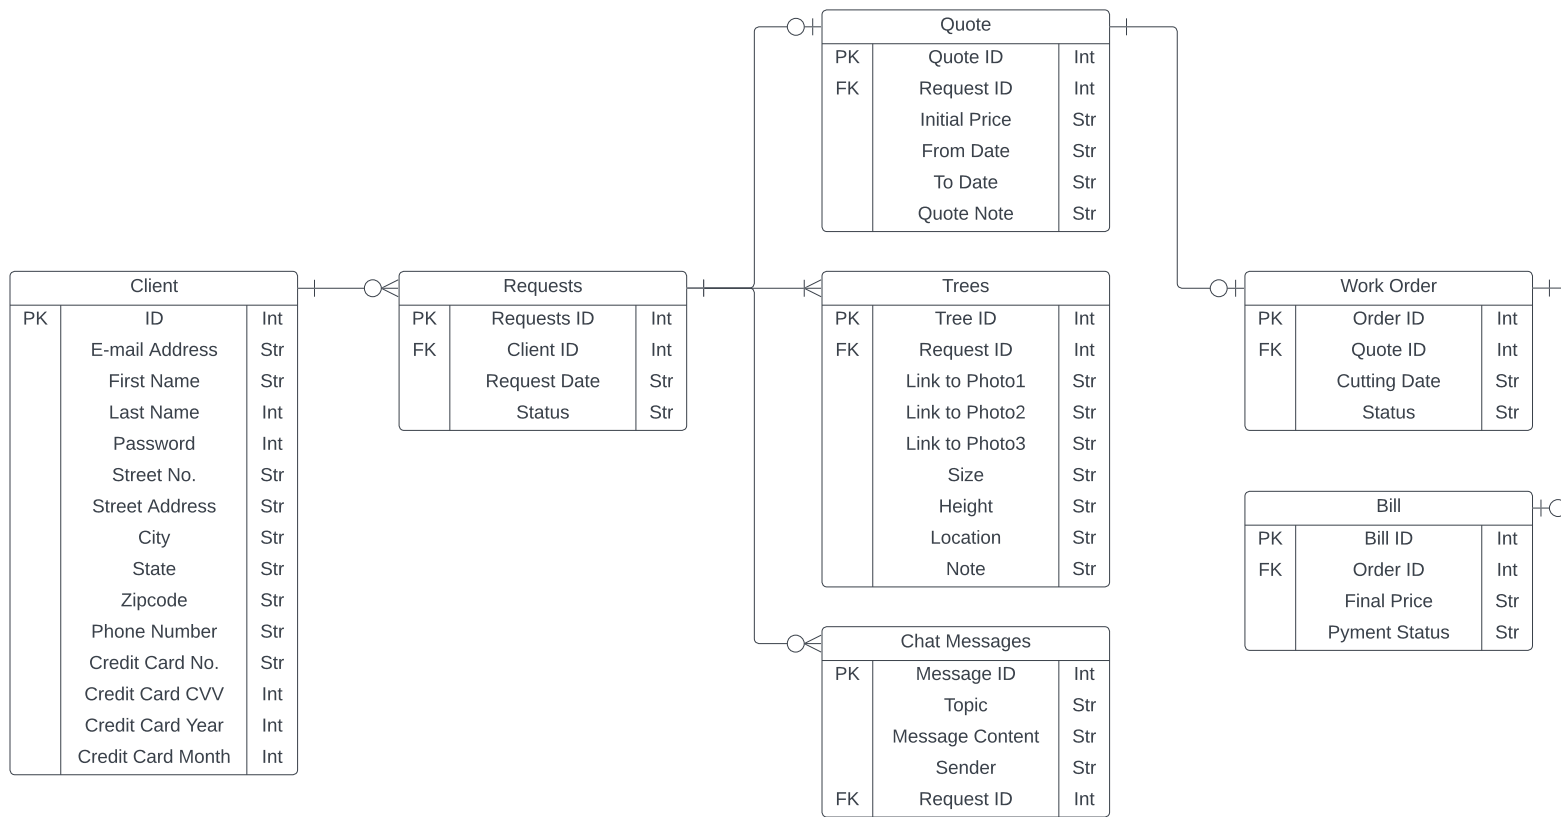 Quote
PK Quote ID Int
FK Request ID Int
Initial Price Str
From Date Str
To Date Str
Quote Note Str
Client
PK ID Int
E-mail Address Str
First Name Str
Last Name Int
Password Int
Street No. Str
Street Address Str
City Str
State Str
Zipcode Str
Phone Number Str
Credit Card No. Str
Credit Card CVV Int
Credit Card Year Int
Credit Card Month Int
Requests
PK Requests ID Int
FK Client ID Int
Request Date Str
Status Str
Trees
PK Tree ID Int
FK Request ID Int
Link to Photo1 Str
Link to Photo2 Str
Link to Photo3 Str
Size Str
Height Str
Location Str
Note Str
Work Order
PK Order ID Int
FK Quote ID Int
Cutting Date Str
Status Str
Bill
PK Bill ID Int
FK Order ID Int
Final Price Str
Pyment Status Str
Chat Messages
PK Message ID Int
Topic Str
Message Content Str
Sender Str
FK Request ID Int